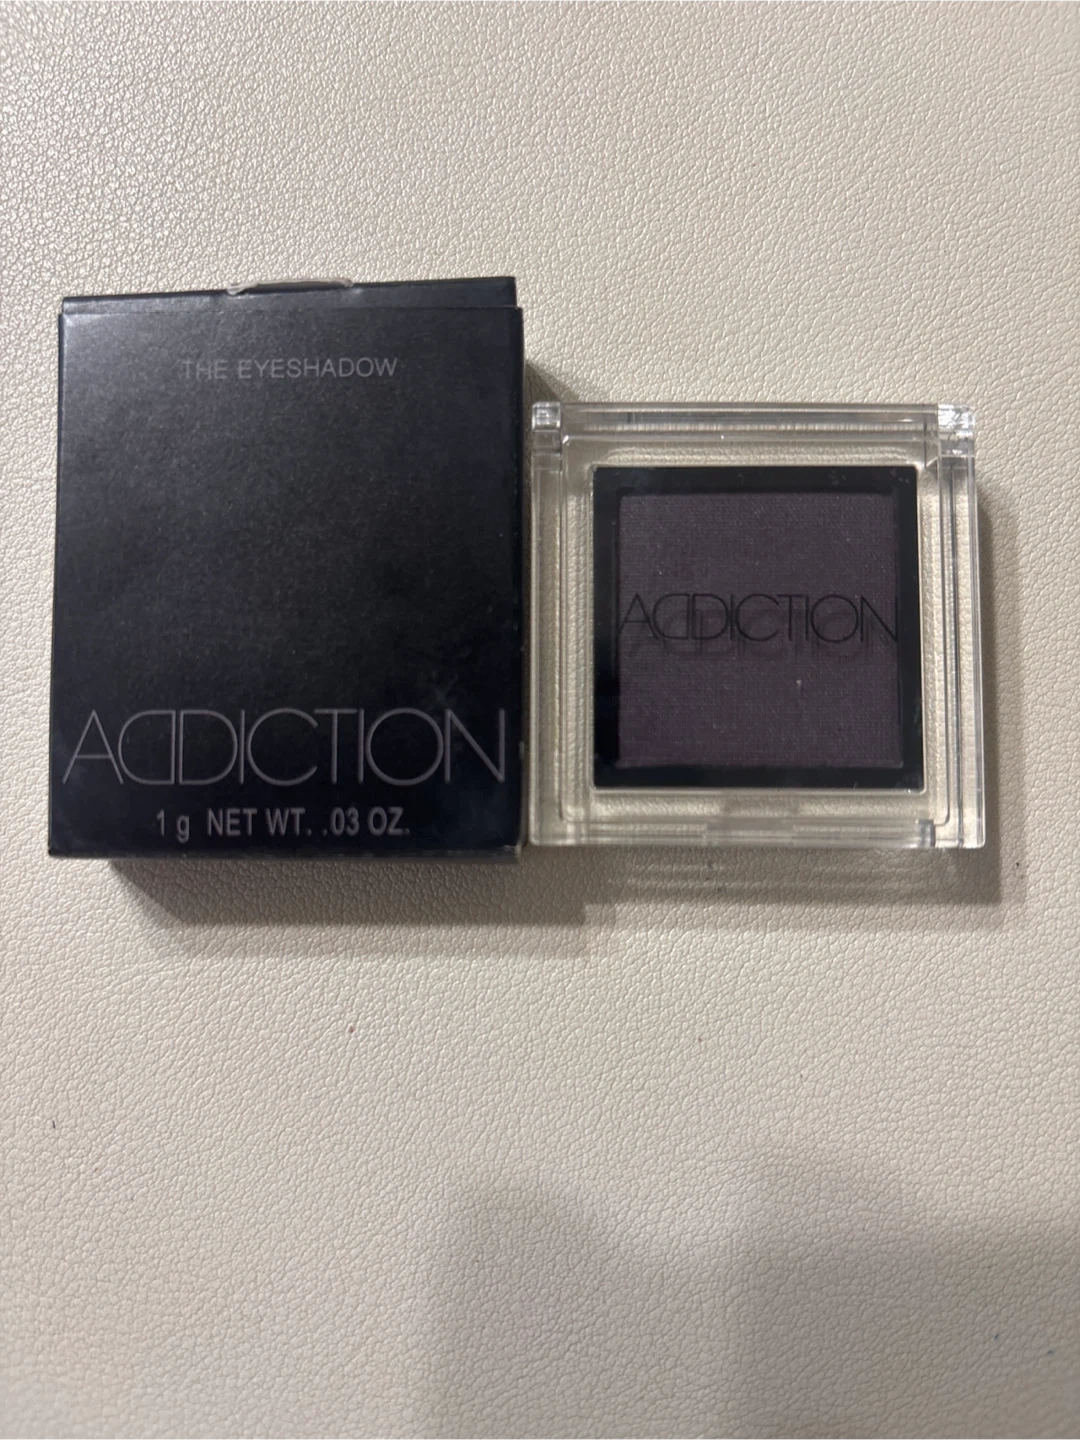 THE EYESHADOW
ADDICTION
1 g NET WT. .03 OZ.
ADDICTION